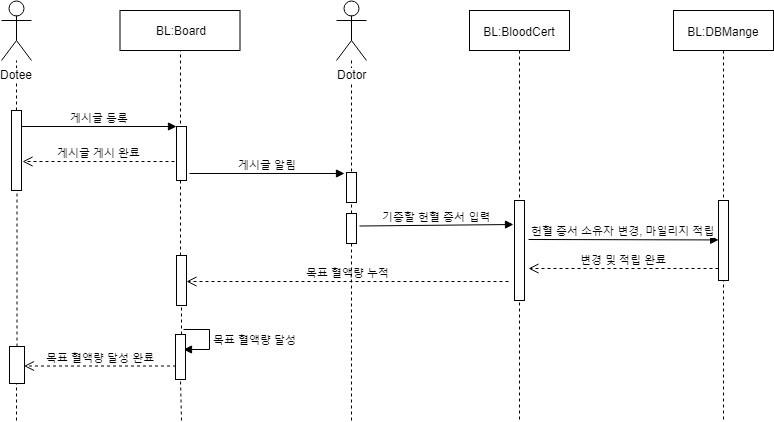 BL:Board
BL:BloodCert
BL:DBMange
Dotee
Dotor
게시글 등록
게시글 게시 완료
게시글 알림
기증할 헌혈 증서 입력
헌혈 증서 소유자 변경, 마일리지 적립
변경 및 적립 완료
목표 혈액량 누적
목표 혈액량 달성
목표 혈액량 달성 완료